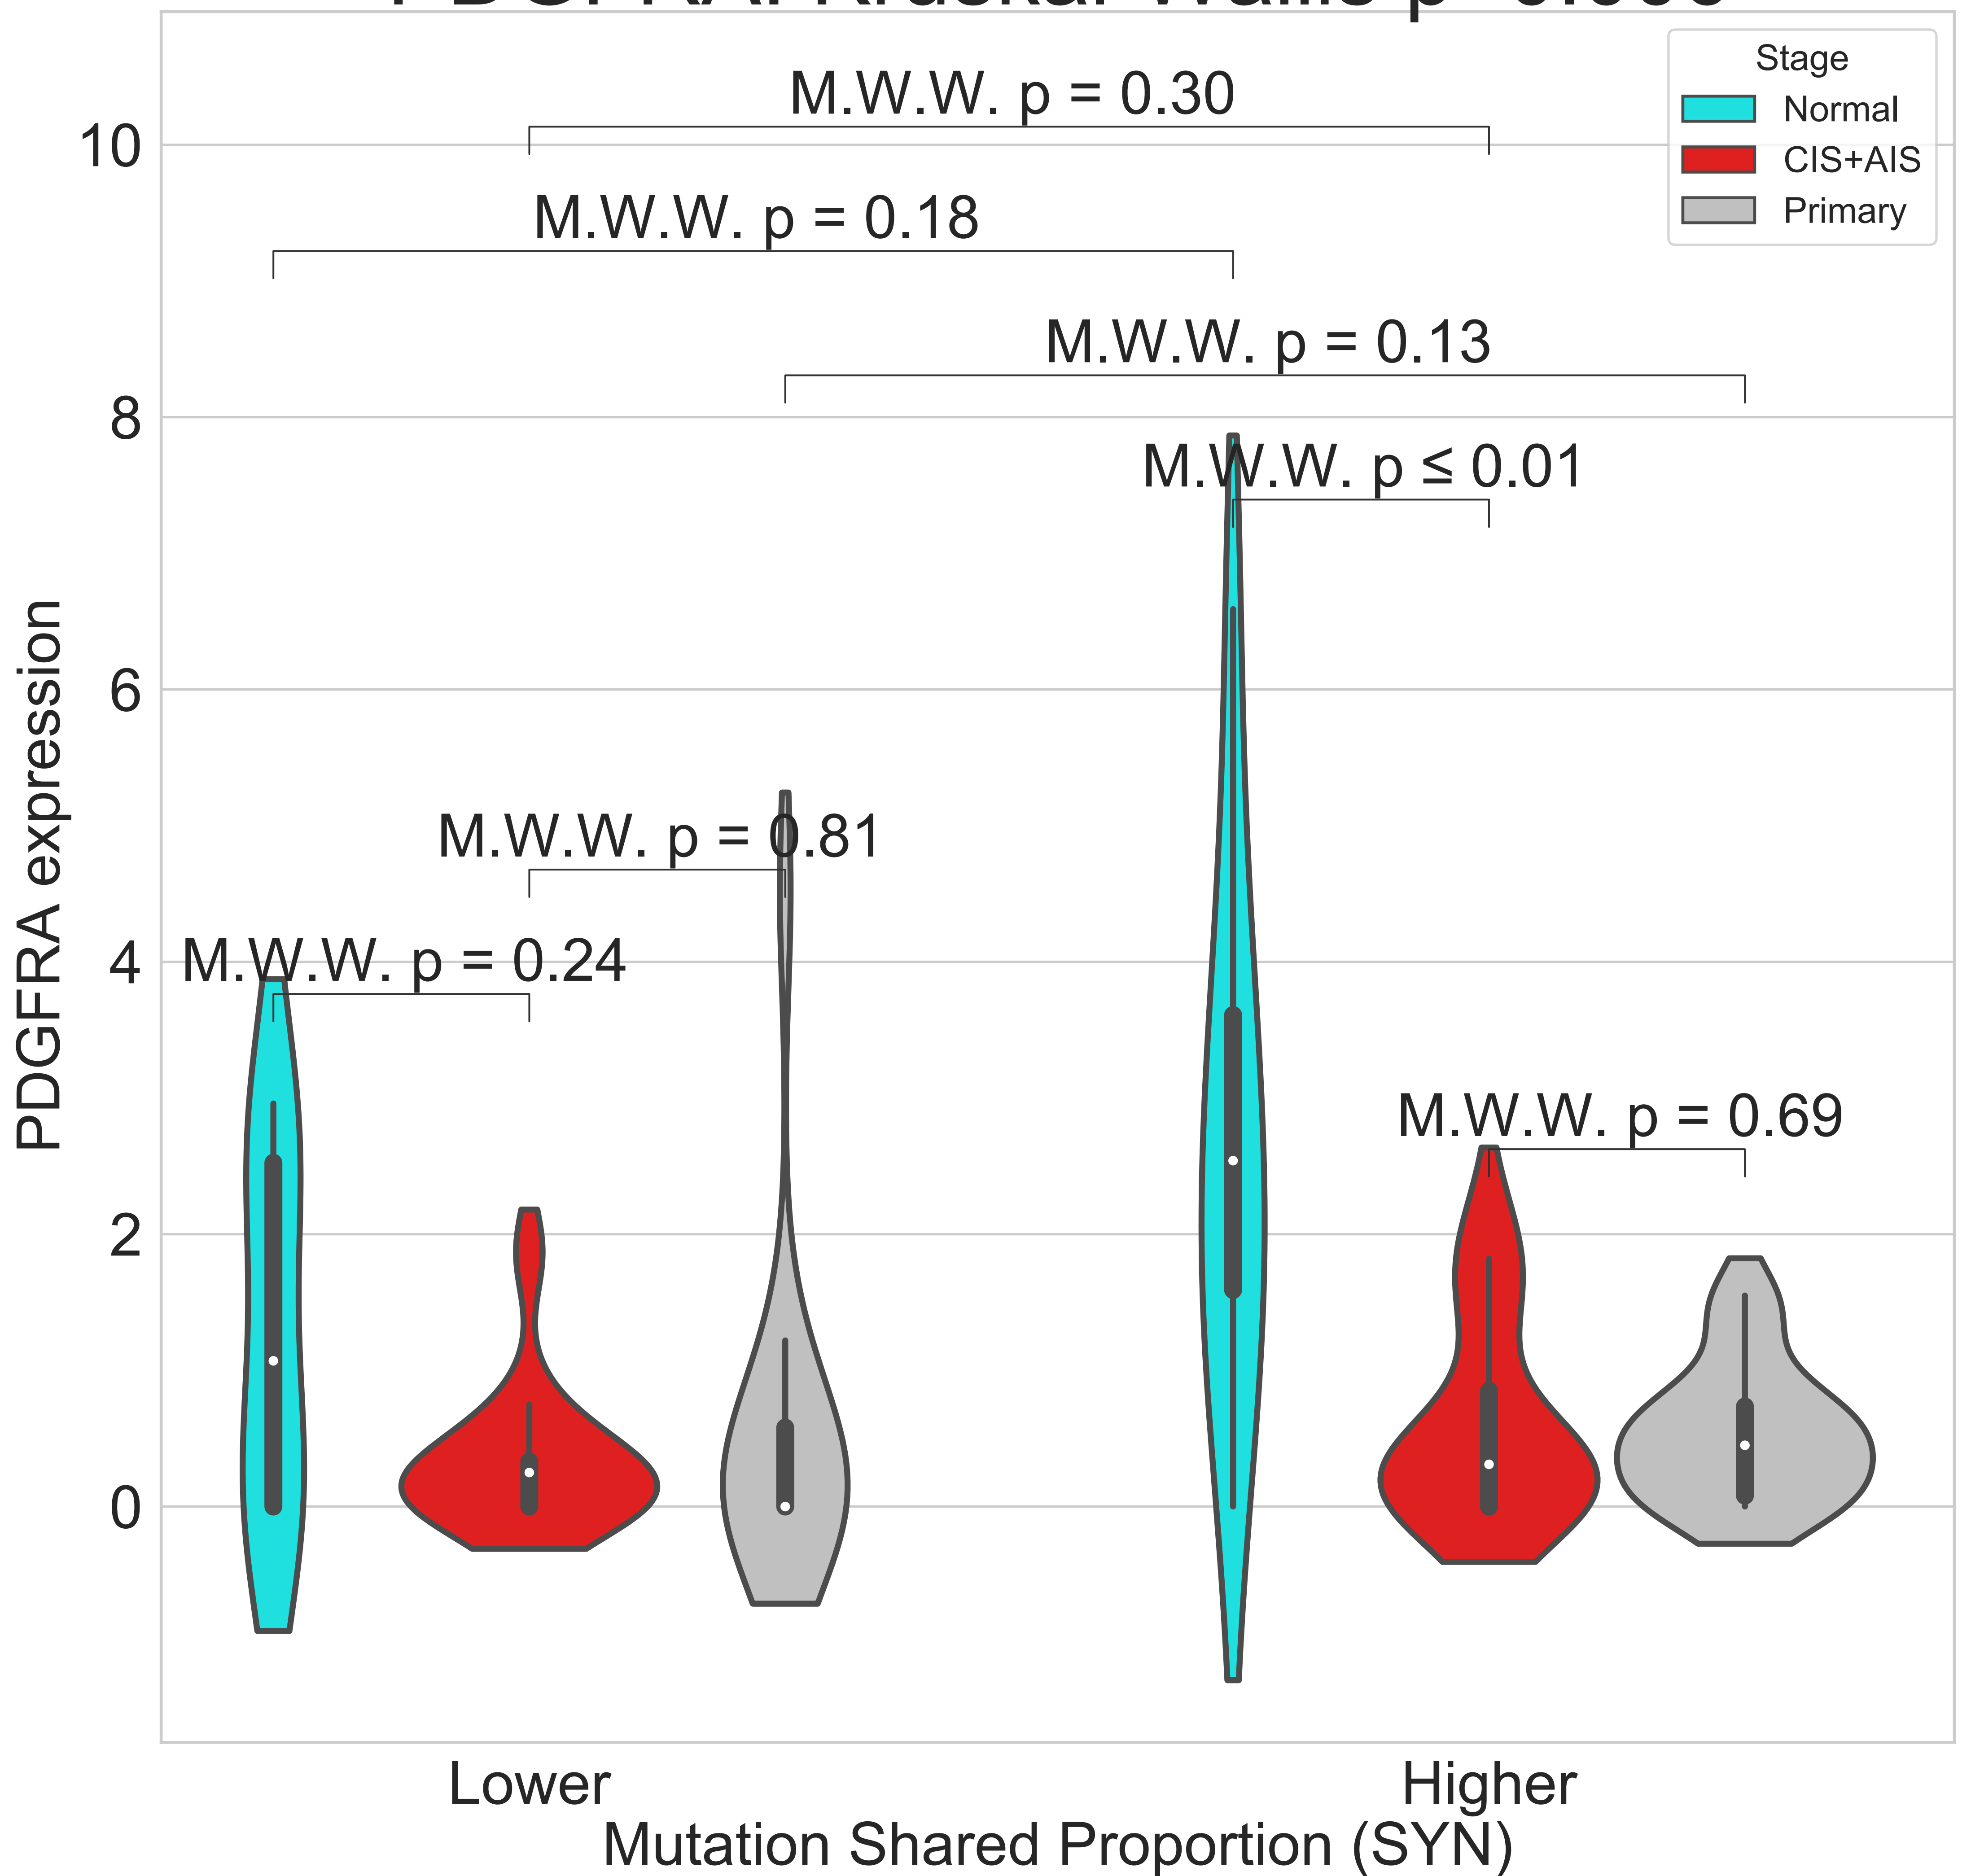 Stage
Normal
CIS+AIS
Primary
M.W.W. p = 0.30
M.W.W. p = 0.18
M.W.W. p = 0.13
M.W.W. p ≤ 0.01
M.W.W. p = 0.81
M.W.W. p = 0.24
M.W.W. p = 0.69
10
8
6
4
2
0
PDGFRA expression
Lower
Higher
Mutation Shared Proportion (SYN)